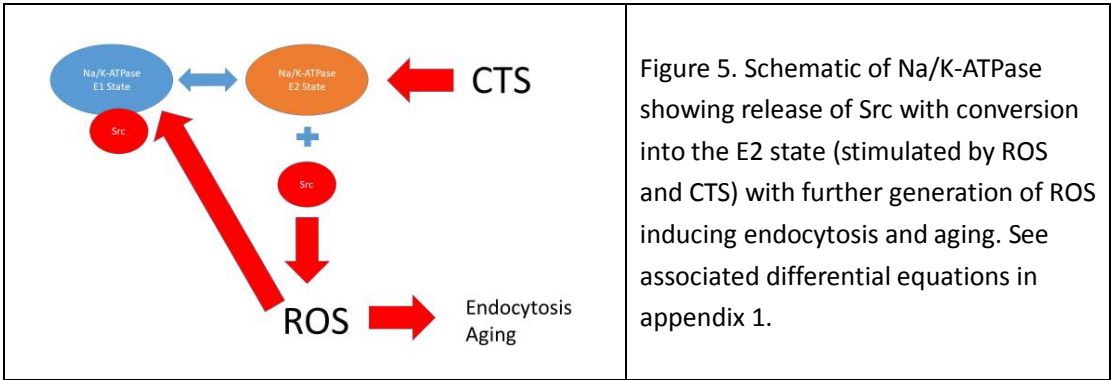 Na/K-ATPase
E1 State
Na/K-ATPase
E2 State
CTS
Src
Src
ROS
Endocytosis
Aging
Figure 5. Schematic of Na/K-ATPase
showing release of Src with conversion
into the E2 state (stimulated by ROS
and CTS) with further generation of ROS
inducing endocytosis and aging. See
associated differential equations in
appendix 1.